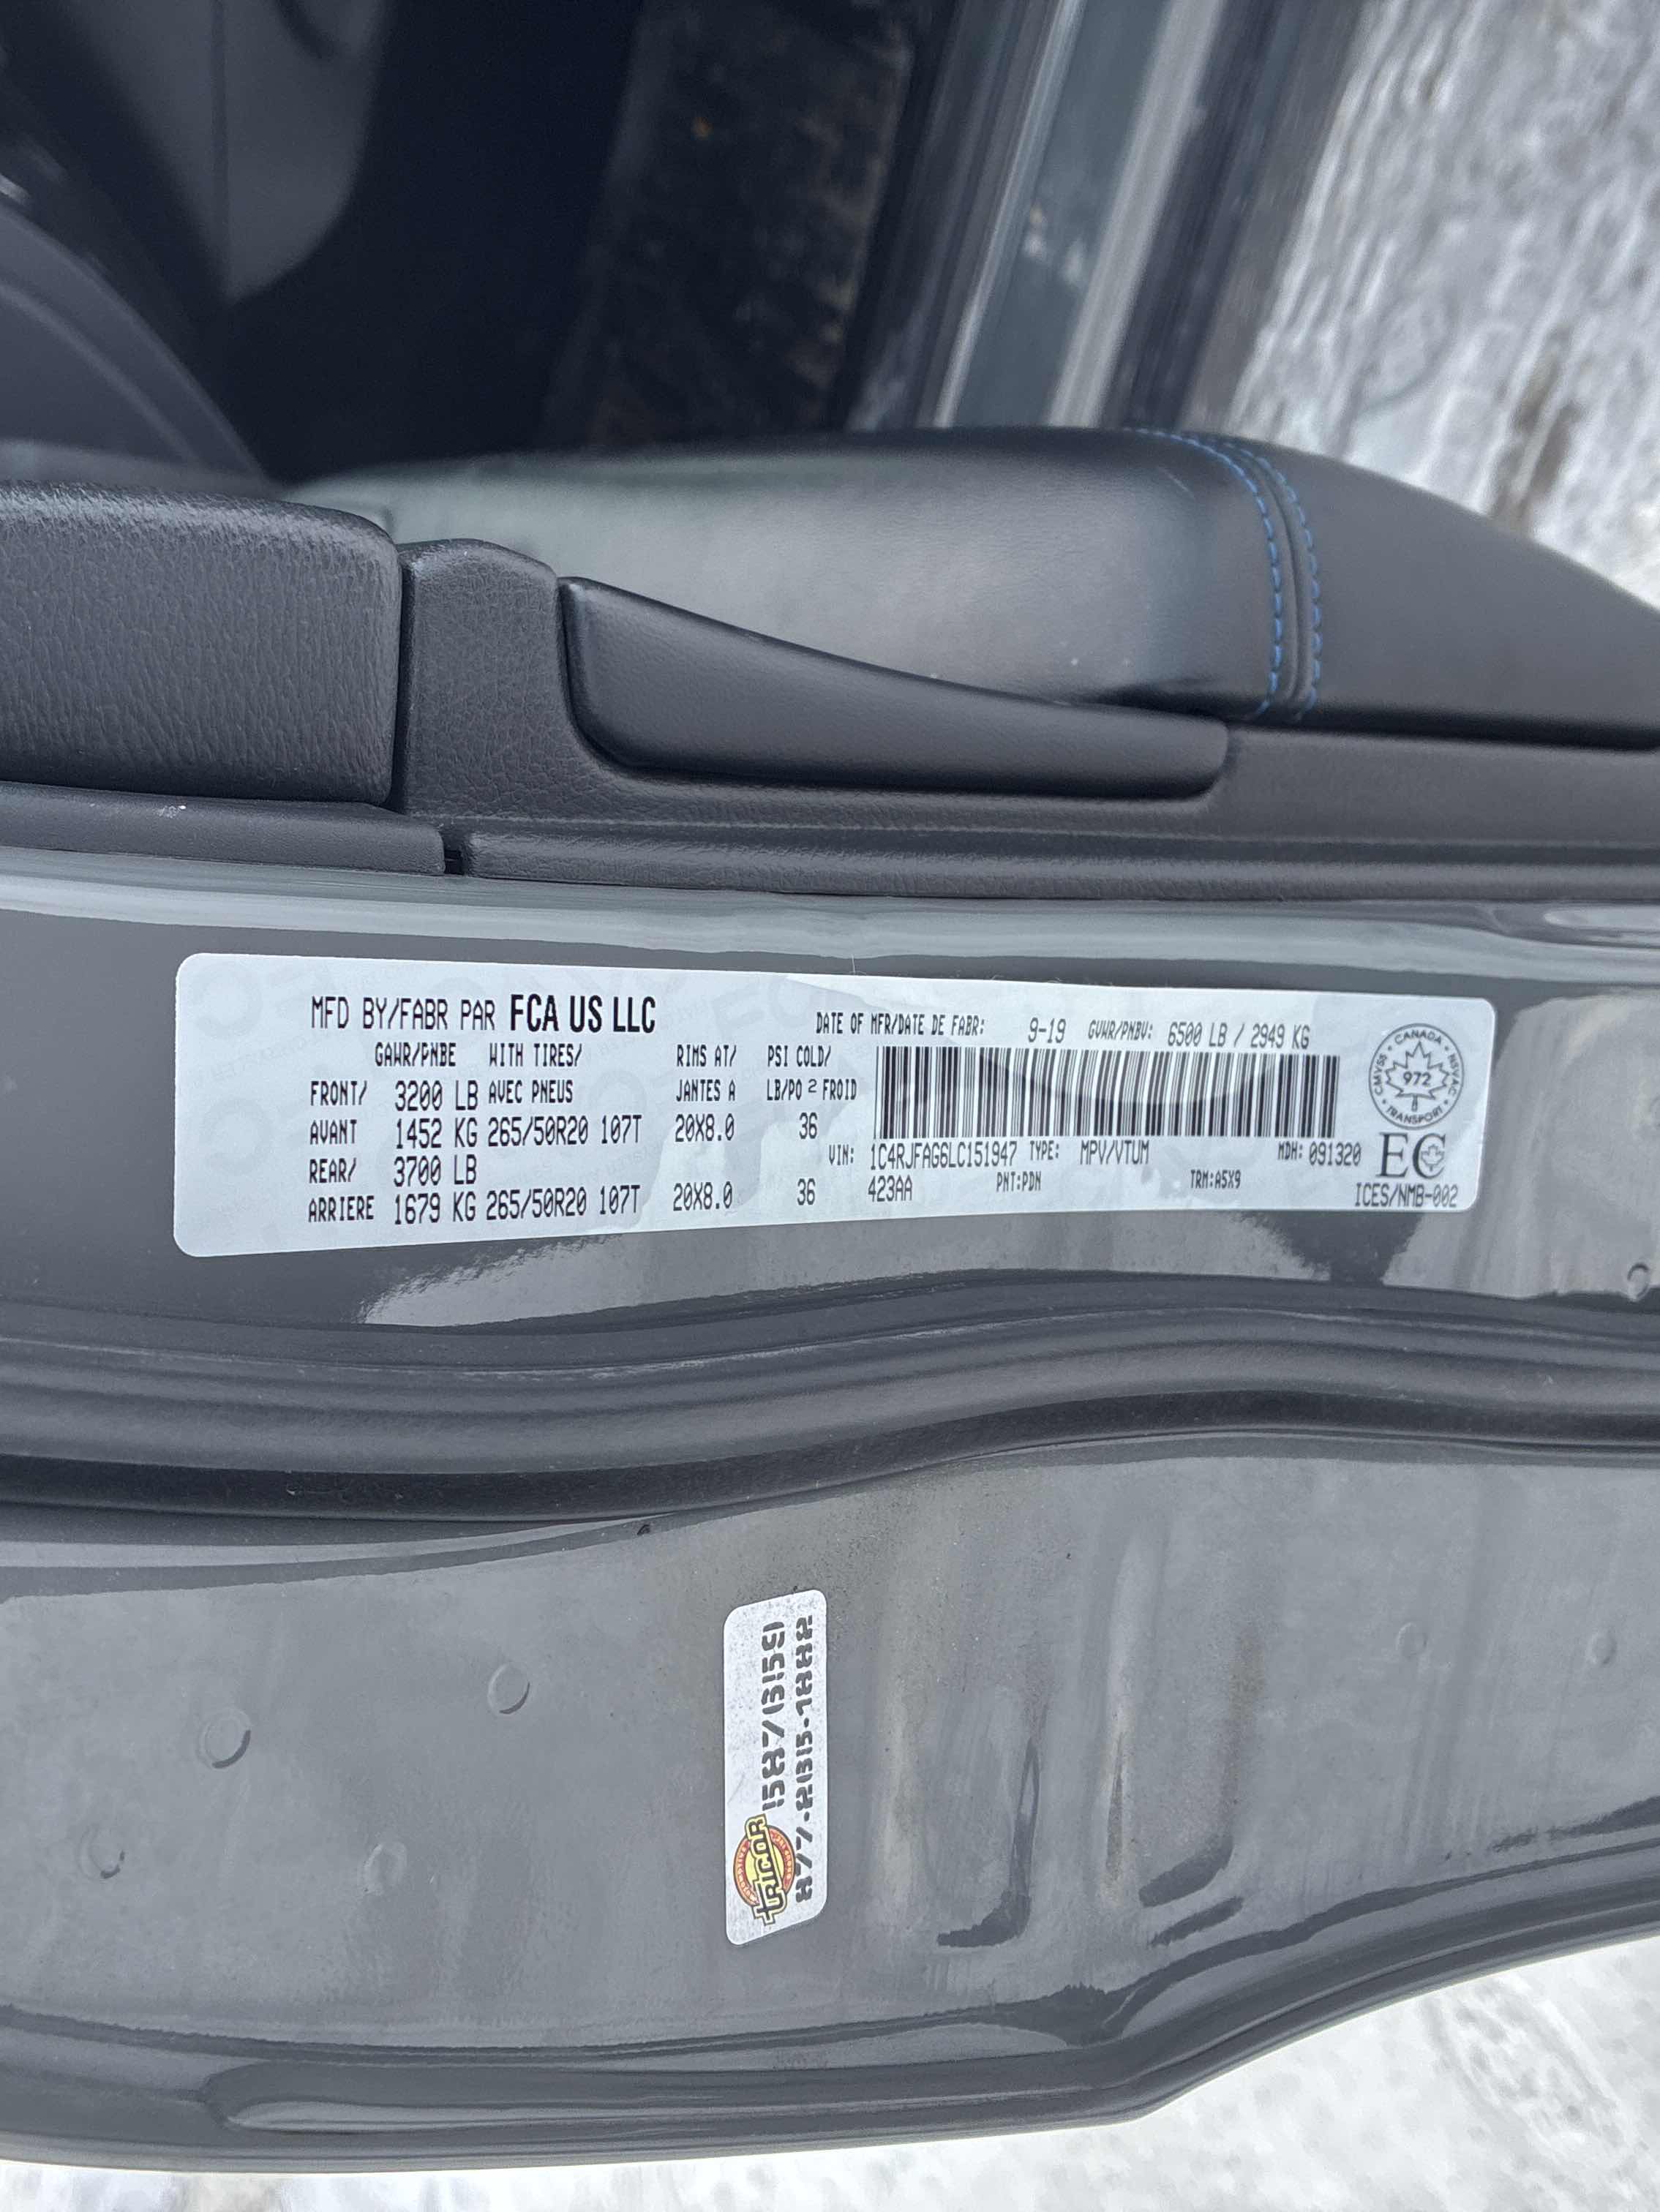 MFD BY/FABR PAR FCA US LLC
DATE OF MFR/DATE DE FABR: 9-19 GVWR/PNBV: 6500 LB / 2949 KG
GAWR/PNBE WITH TIRES/ RIMS AT/ PSI COLD/
FRONT/ 3200 LB AVEC PNEUS JANTES A LB/PO 2 FROID
AVANT 1452 KG 265/50R20 107T 20X8.0 36
REAR/ 3700 LB
ARRIERE 1679 KG 265/50R20 107T 20X8.0 36
VIN: 1C4RJFAG6LC151947 TYPE: MPV/VTUM MDH: 091320
423AA PNT:PDN TRM:A5X9
CMVSS • CANADA • NSVAC • TRANSPORT •
972
EC
ICES/NMB-002
TRICOR